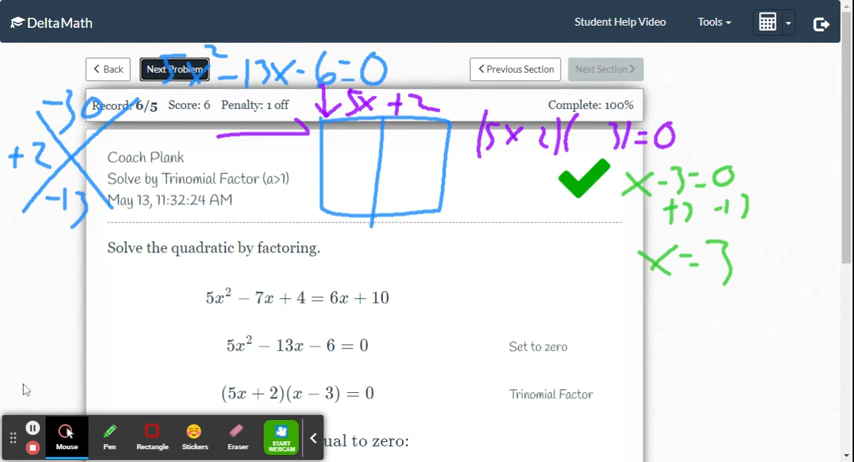 DeltaMath
Student Help Video
Tools
Back
Next Problem
Previous Section
Next Section
5x² - 13x - 6 = 0
Record: 6/5 Score: 6 Penalty: 1 off
Complete: 100%
-30
+2
-13
5x + 2
(5x 2)( 3) = 0
x - 3 = 0
x = 3
Coach Plank
Solve by Trinomial Factor (a>1)
May 13, 11:32:24 AM
Solve the quadratic by factoring.
5x² − 7x + 4 = 6x + 10
5x² − 13x − 6 = 0
Set to zero
(5x + 2)(x − 3) = 0
Trinomial Factor
ual to zero:
Mouse
Pen
Rectangle
Stickers
Eraser
START
WEBCAM